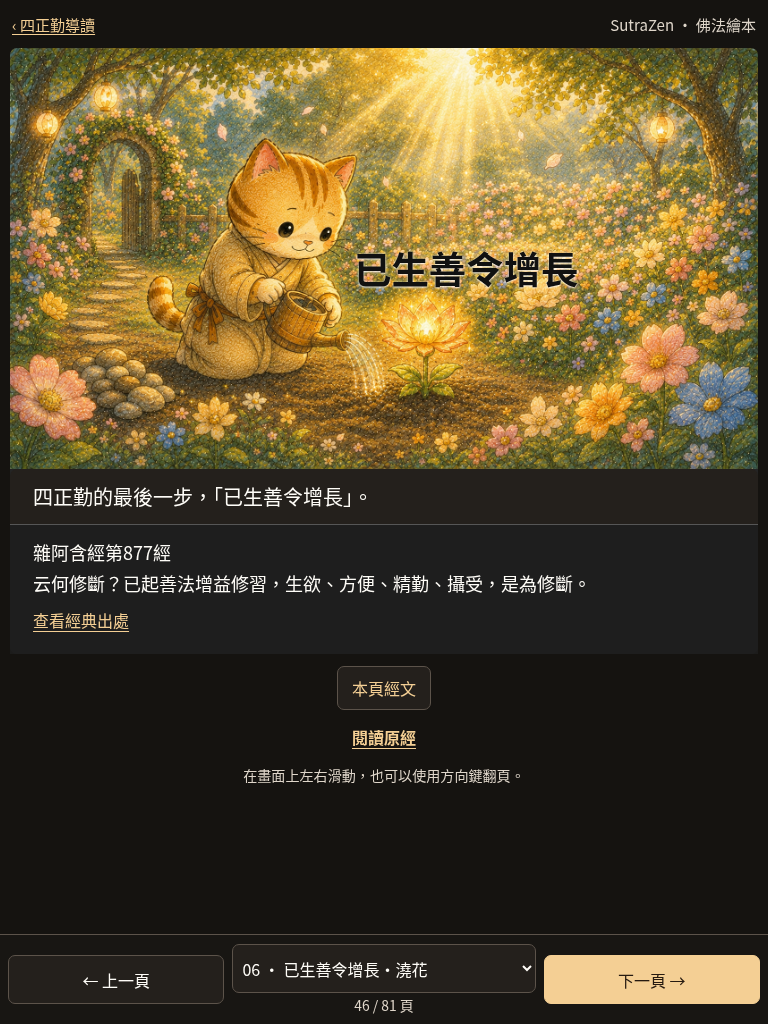 ‹ 四正勤導讀
SutraZen · 佛法繪本
已生善令增長
四正勤的最後一步，「已生善令增長」。
雜阿含經第877經
云何修斷？已起善法增益修習，生欲、方便、精勤、攝受，是為修斷。
查看經典出處
本頁經文
閱讀原經
在畫面上左右滑動，也可以使用方向鍵翻頁。
← 上一頁
06 · 已生善令增長·澆花
下一頁 →
46 / 81 頁